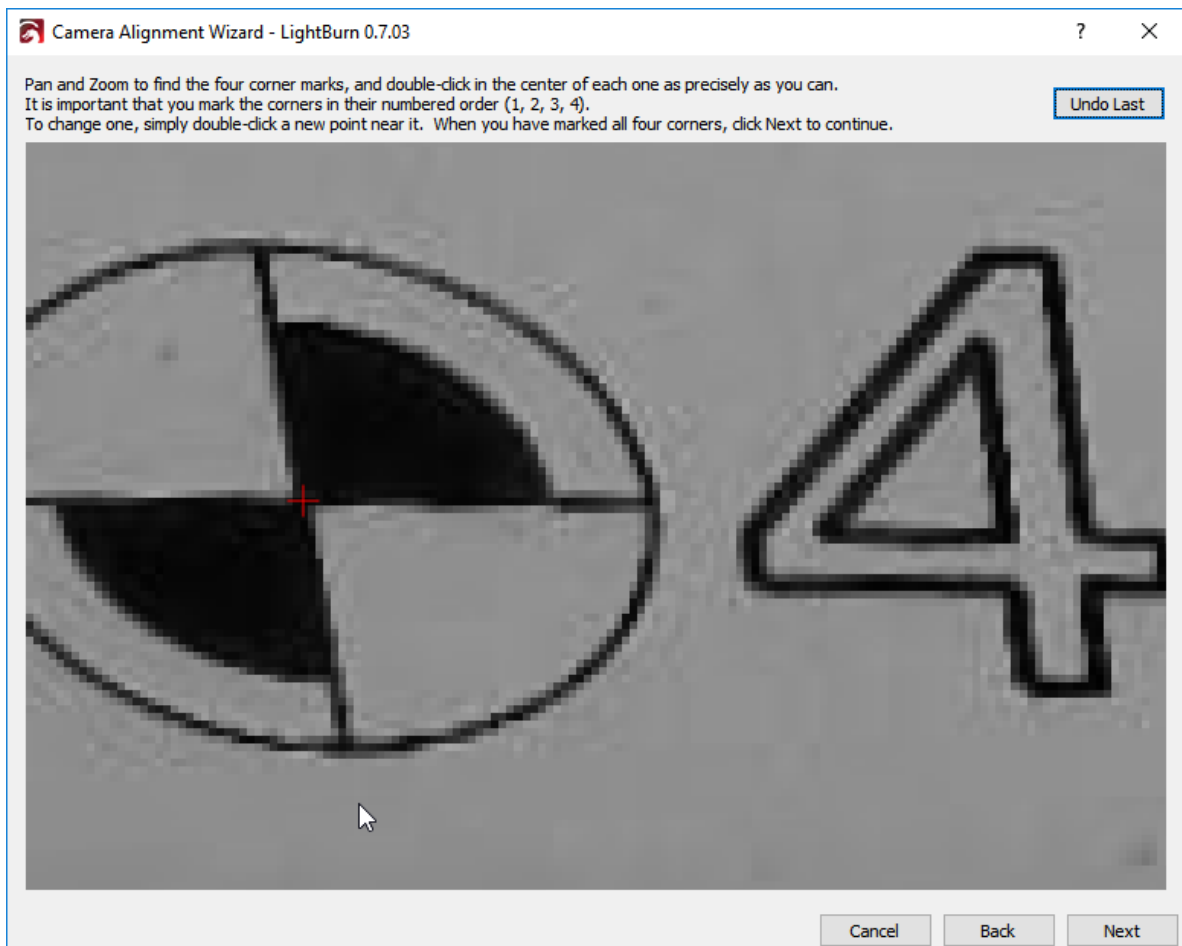 Camera Alignment Wizard - LightBurn 0.7.03
?
Pan and Zoom to find the four corner marks, and double-click in the center of each one as precisely as you can.
It is important that you mark the corners in their numbered order (1, 2, 3, 4).
To change one, simply double-click a new point near it.  When you have marked all four corners, click Next to continue.
Undo Last
4
Cancel
Back
Next